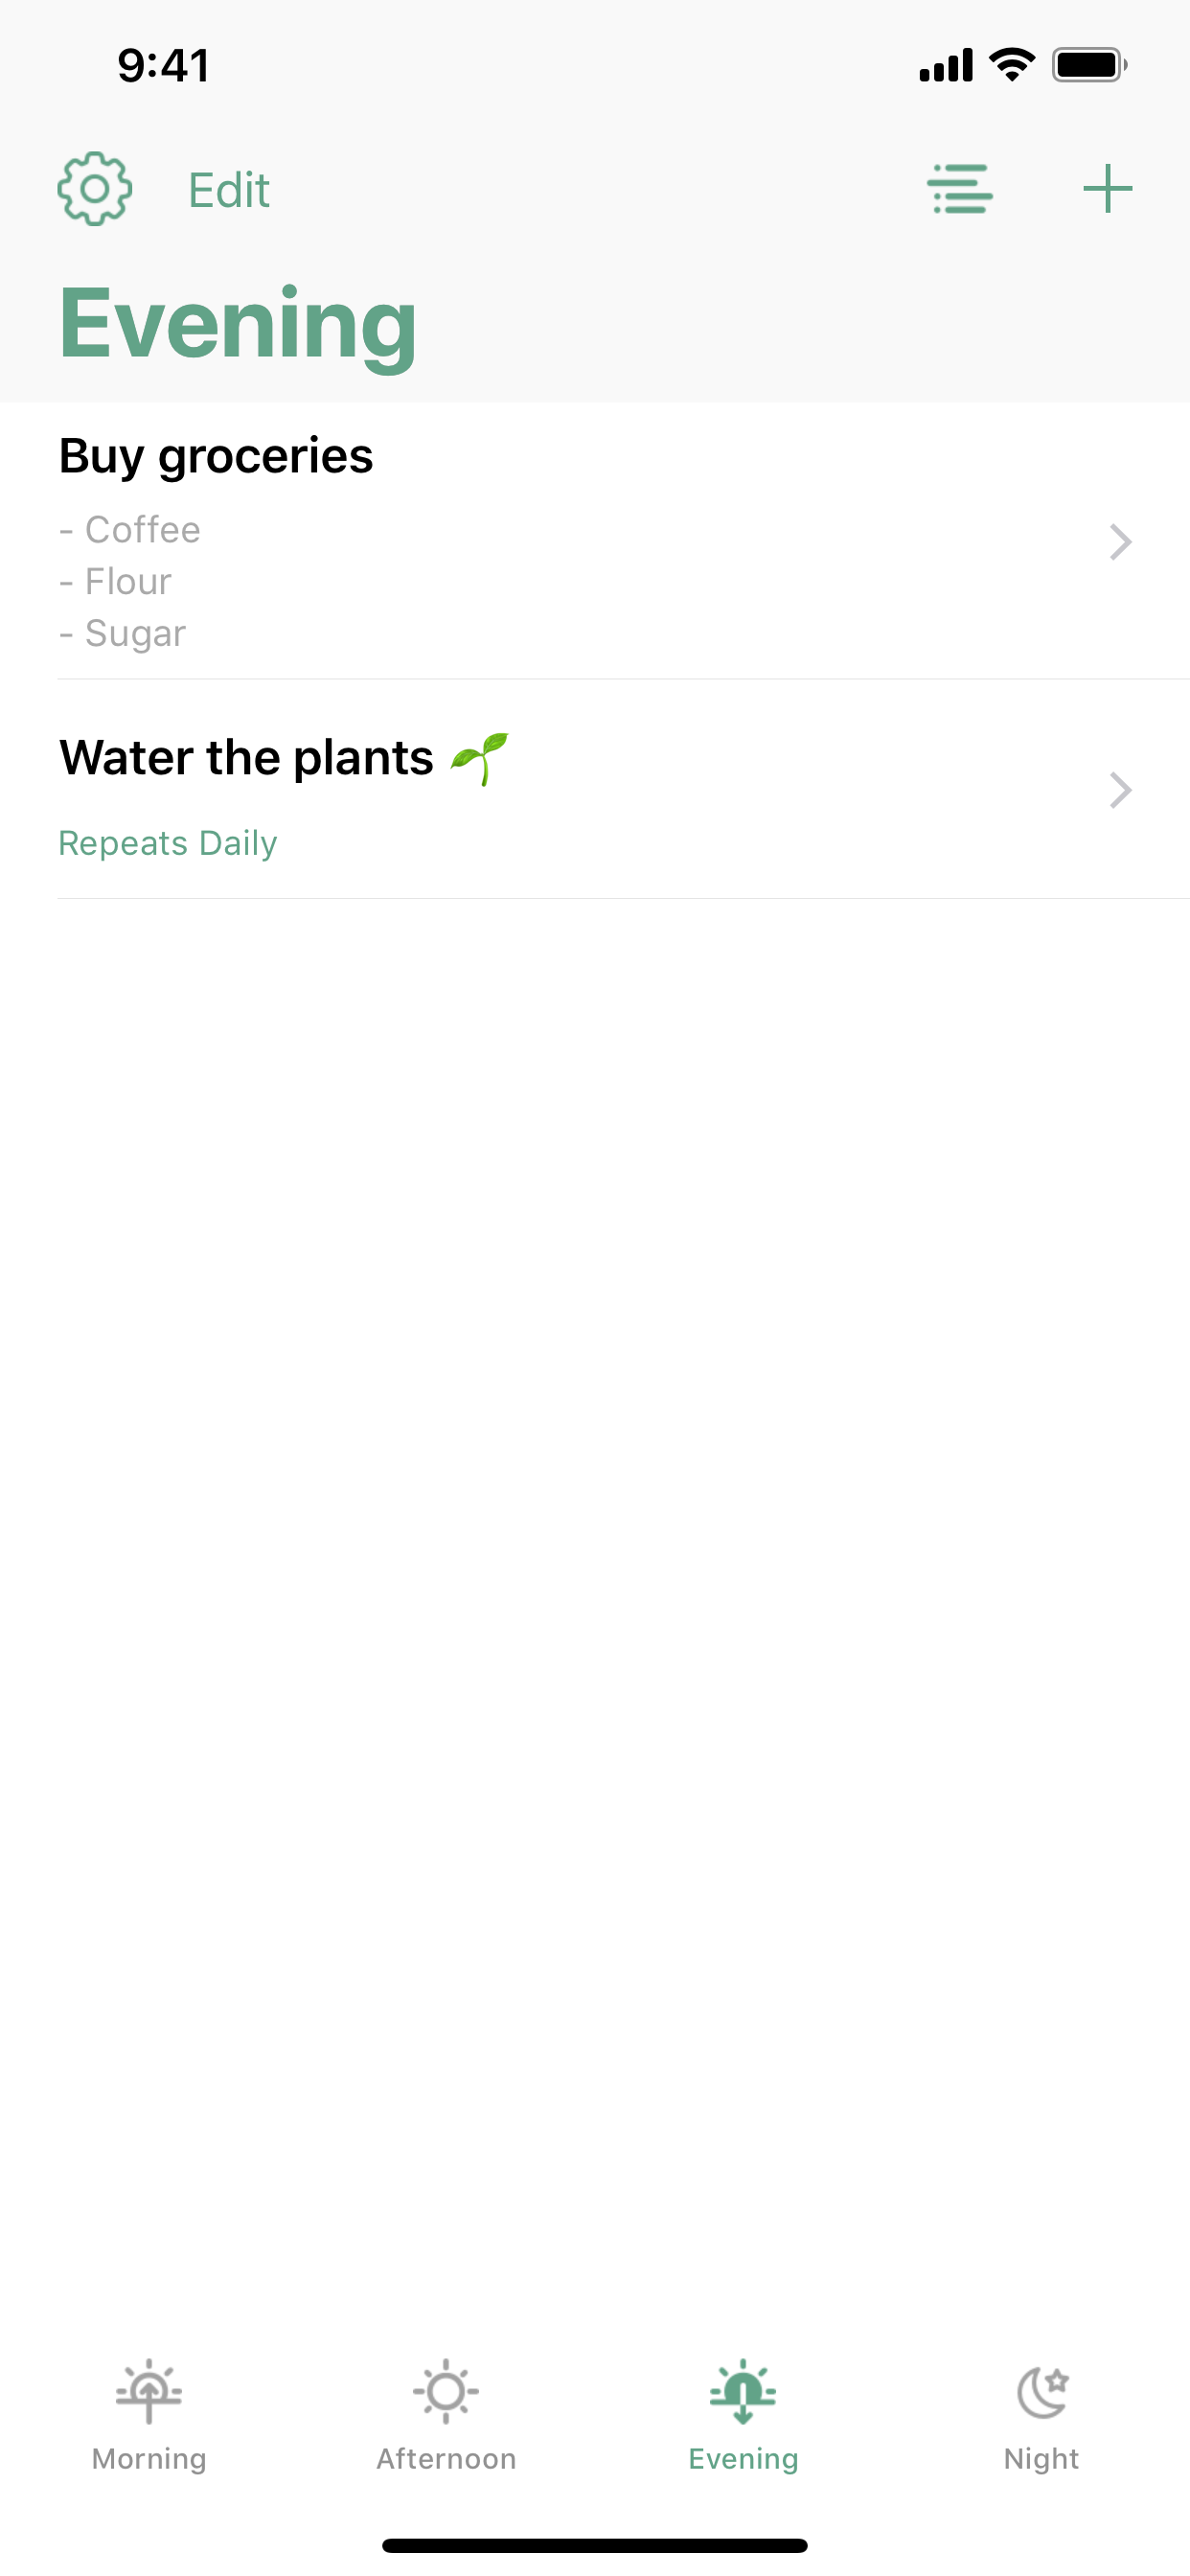 9:41
Edit
Evening
Buy groceries
- Coffee
- Flour
- Sugar
Water the plants 🌱
Repeats Daily
Morning
Afternoon
Evening
Night